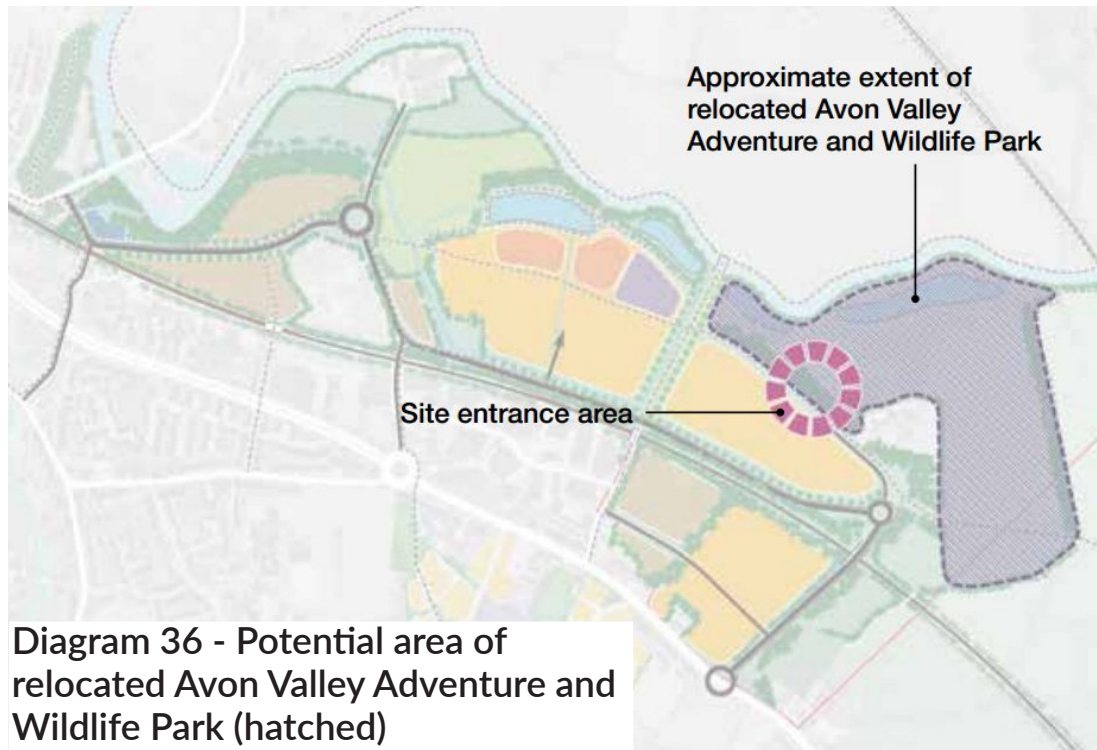 Approximate extent of
relocated Avon Valley
Adventure and Wildlife Park
Site entrance area
Diagram 36 - Potential area of
relocated Avon Valley Adventure and
Wildlife Park (hatched)